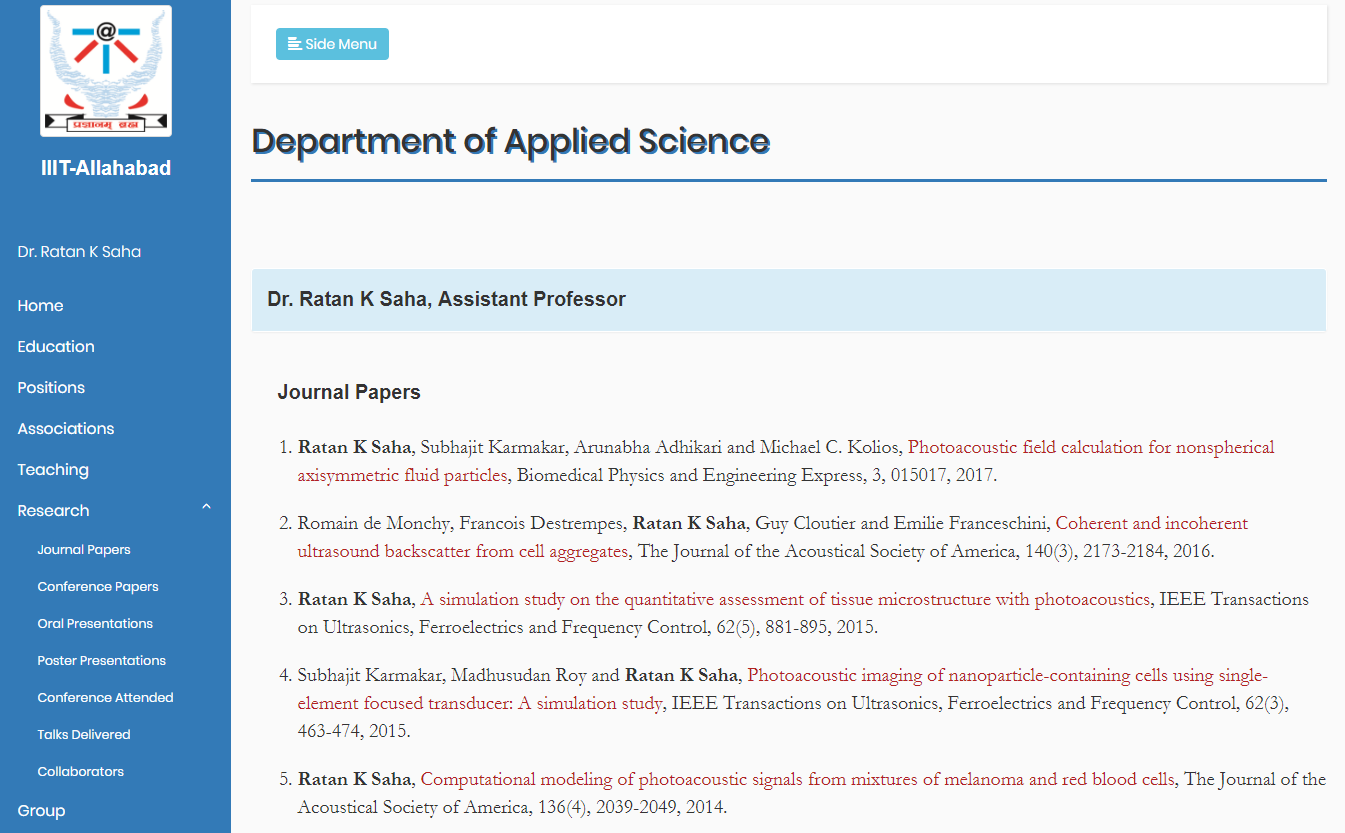 @
प्रज्ञानम् ब्रह्म
IIIT-Allahabad
Dr. Ratan K Saha
Home
Education
Positions
Associations
Teaching
Research
Journal Papers
Conference Papers
Oral Presentations
Poster Presentations
Conference Attended
Talks Delivered
Collaborators
Group
Side Menu
Department of Applied Science
Dr. Ratan K Saha, Assistant Professor
Journal Papers
1. Ratan K Saha, Subhajit Karmakar, Arunabha Adhikari and Michael C. Kolios, Photoacoustic field calculation for nonspherical
axisymmetric fluid particles, Biomedical Physics and Engineering Express, 3, 015017, 2017.
2. Romain de Monchy, Francois Destrempes, Ratan K Saha, Guy Cloutier and Emilie Franceschini, Coherent and incoherent
ultrasound backscatter from cell aggregates, The Journal of the Acoustical Society of America, 140(3), 2173-2184, 2016.
3. Ratan K Saha, A simulation study on the quantitative assessment of tissue microstructure with photoacoustics, IEEE Transactions
on Ultrasonics, Ferroelectrics and Frequency Control, 62(5), 881-895, 2015.
4. Subhajit Karmakar, Madhusudan Roy and Ratan K Saha, Photoacoustic imaging of nanoparticle-containing cells using single-
element focused transducer: A simulation study, IEEE Transactions on Ultrasonics, Ferroelectrics and Frequency Control, 62(3),
463-474, 2015.
5. Ratan K Saha, Computational modeling of photoacoustic signals from mixtures of melanoma and red blood cells, The Journal of the
Acoustical Society of America, 136(4), 2039-2049, 2014.